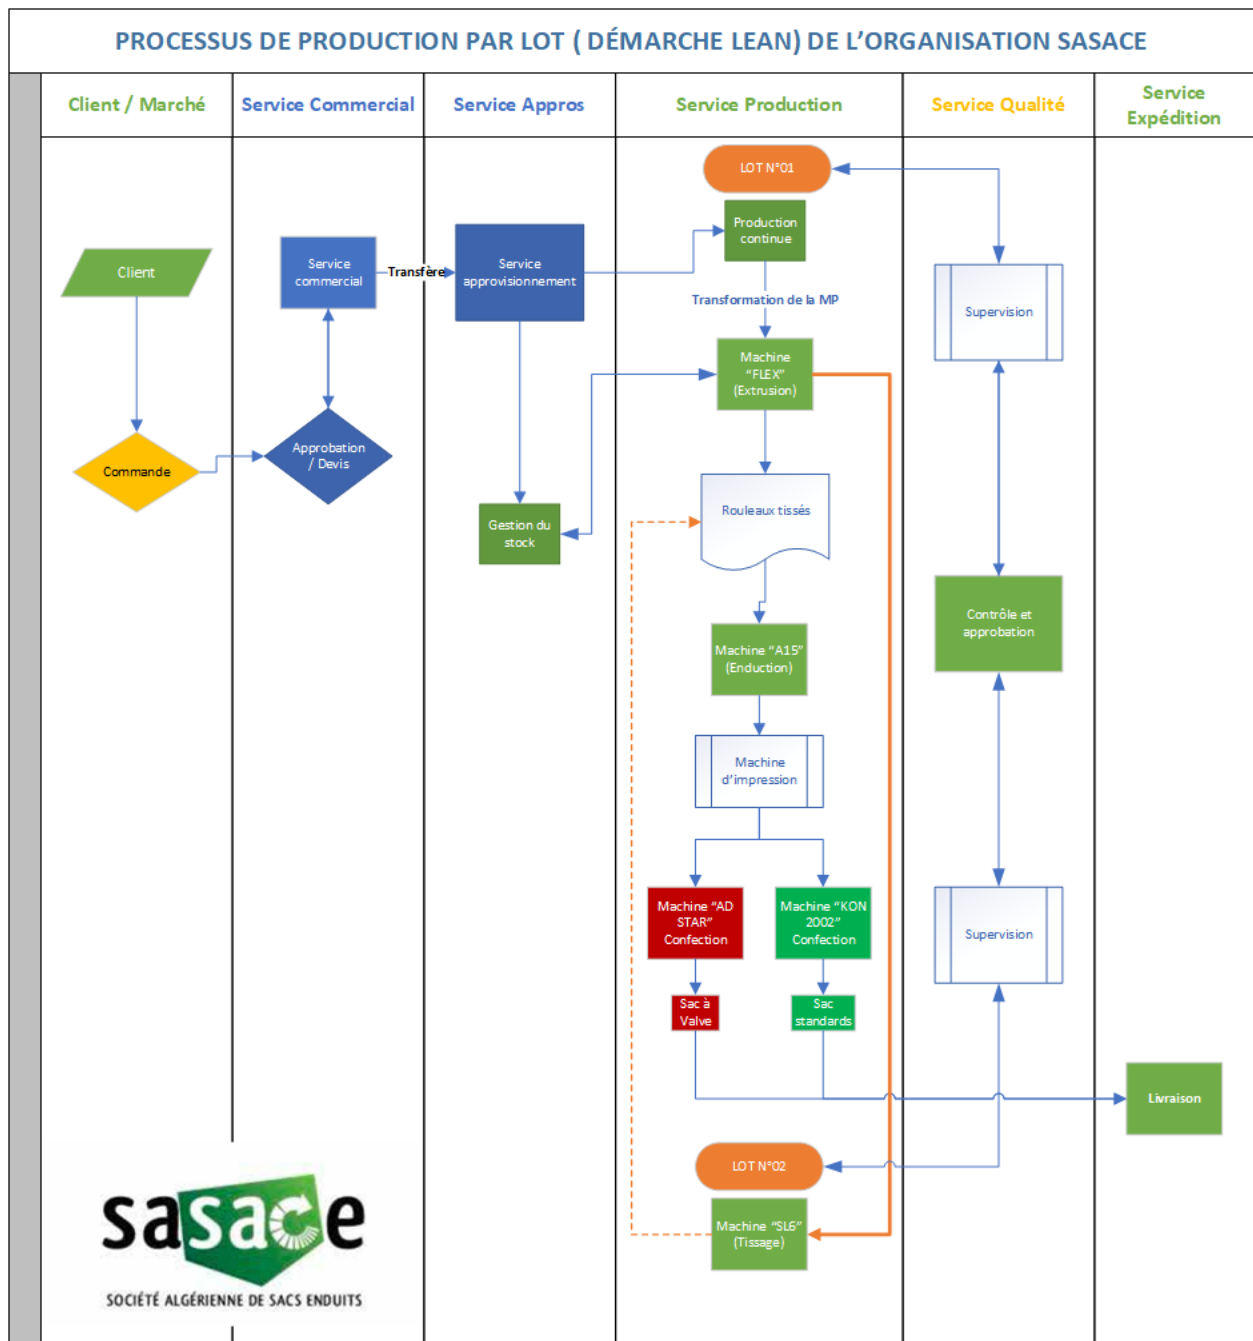 PROCESSUS DE PRODUCTION PAR LOT ( DÉMARCHE LEAN) DE L’ORGANISATION SASACE
Client / Marché
Service Commercial
Service Appros
Service Production
Service Qualité
Service
Expédition
LOT N°01
Production
continue
Client
Service
commercial
Transfère
Service
approvisionnement
Transformation de la MP
Supervision
Machine
“FLEX”
(Extrusion)
Commande
Approbation
/ Devis
Rouleaux tissés
Gestion du
stock
Contrôle et
approbation
Machine “A15”
(Enduction)
Machine
d’impression
Machine “AD
STAR”
Confection
Machine “KON
2002”
Confection
Supervision
Sac à
Valve
Sac
standards
Livraison
LOT N°02
Machine “SL6”
(Tissage)
sasace
SOCIÉTÉ ALGÉRIENNE DE SACS ENDUITS